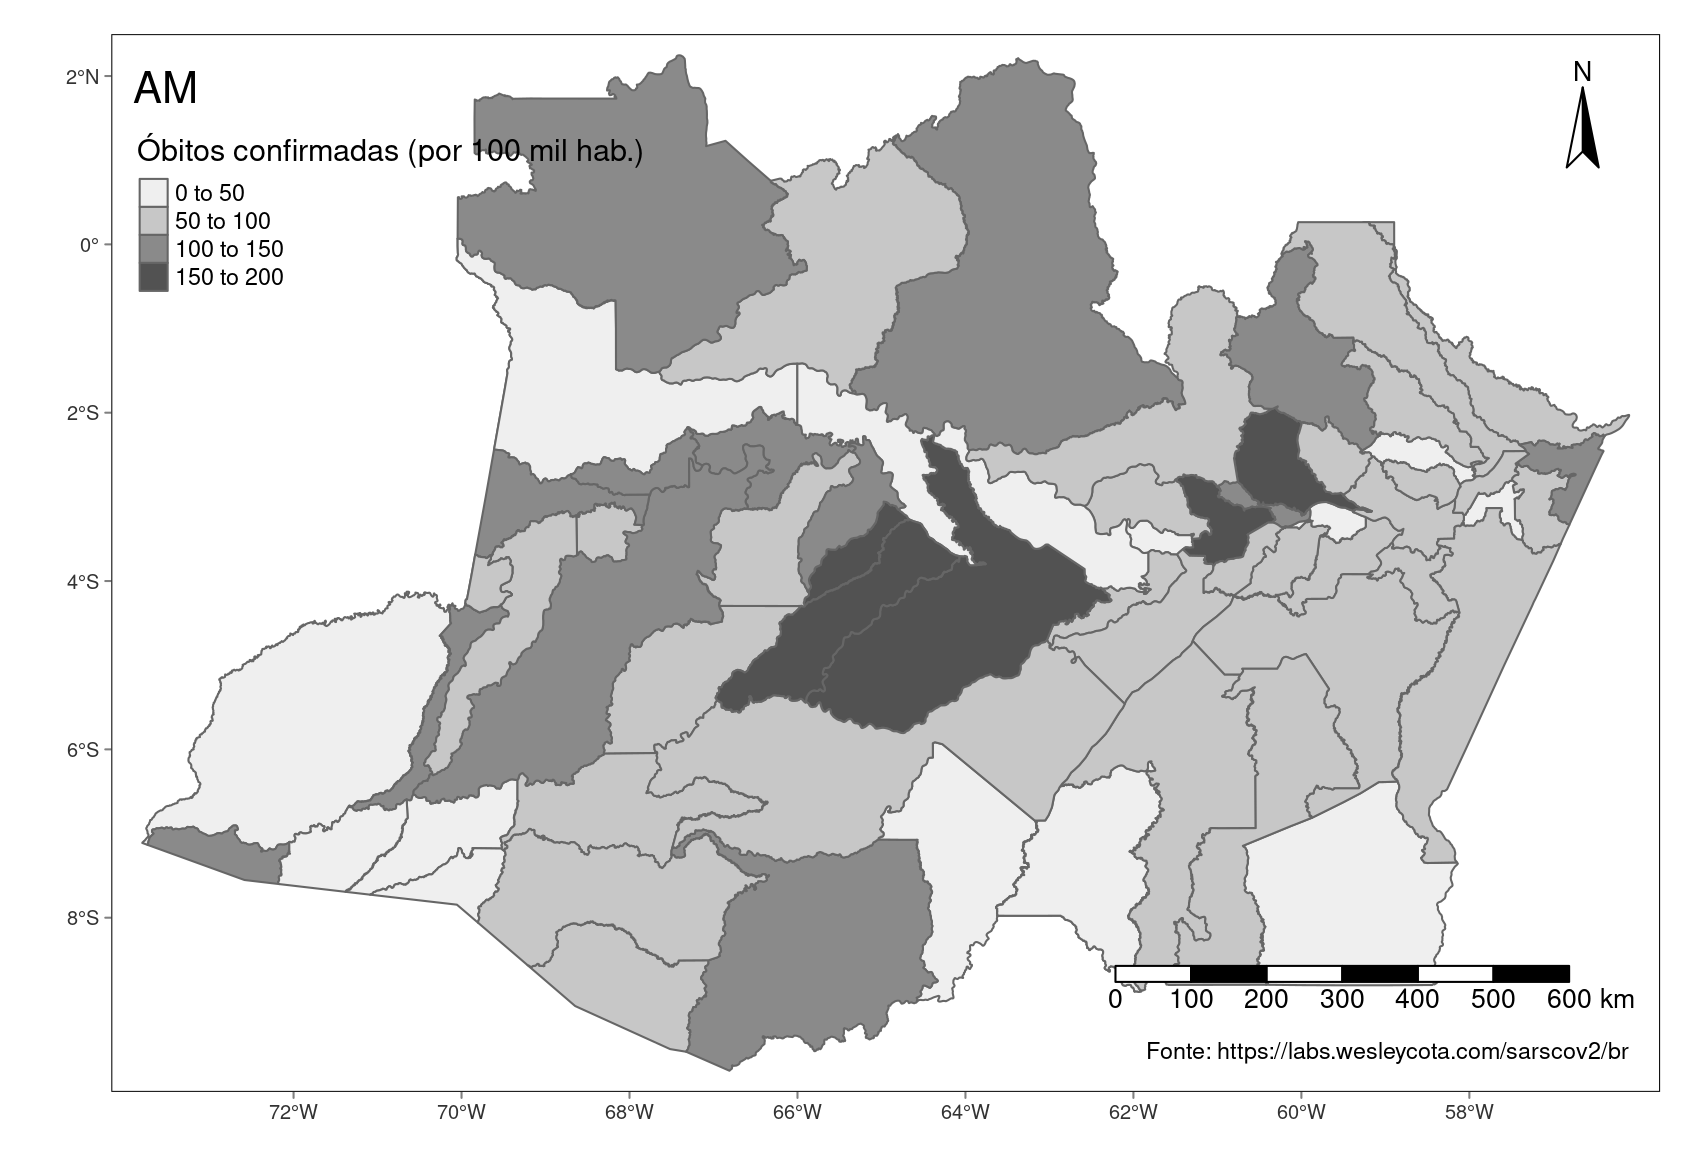 AM
N
Óbitos confirmadas (por 100 mil hab.)
0 to 50
50 to 100
100 to 150
150 to 200
2°N
0°
2°S
4°S
6°S
8°S
0 100 200 300 400 500 600 km
Fonte: https://labs.wesleycota.com/sarscov2/br
72°W 70°W 68°W 66°W 64°W 62°W 60°W 58°W